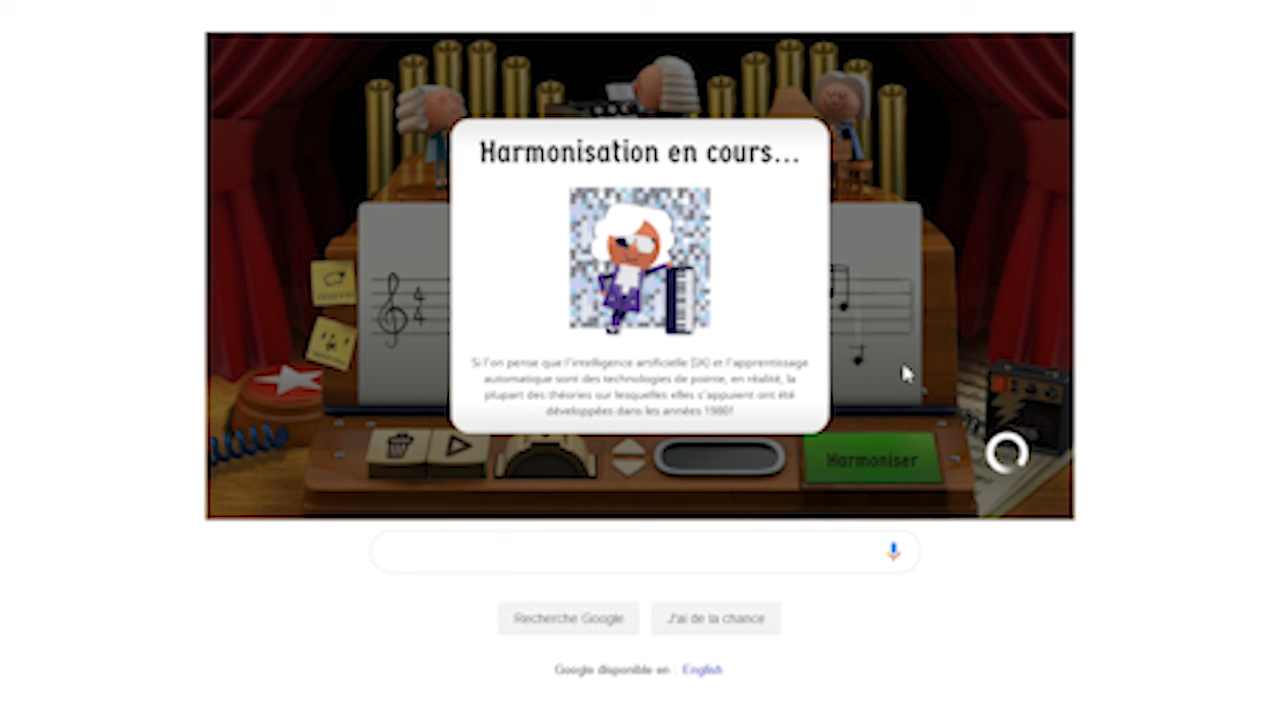 Harmonisation en cours...
Si l'on pense que l'intelligence artificielle (IA) et l'apprentissage
automatique sont des technologies de pointe, en réalité, la
plupart des théories sur lesquelles elles s'appuient ont été
développées dans les années 1980!
4
4
Harmoniser
Recherche Google
J'ai de la chance
Google disponible en : English